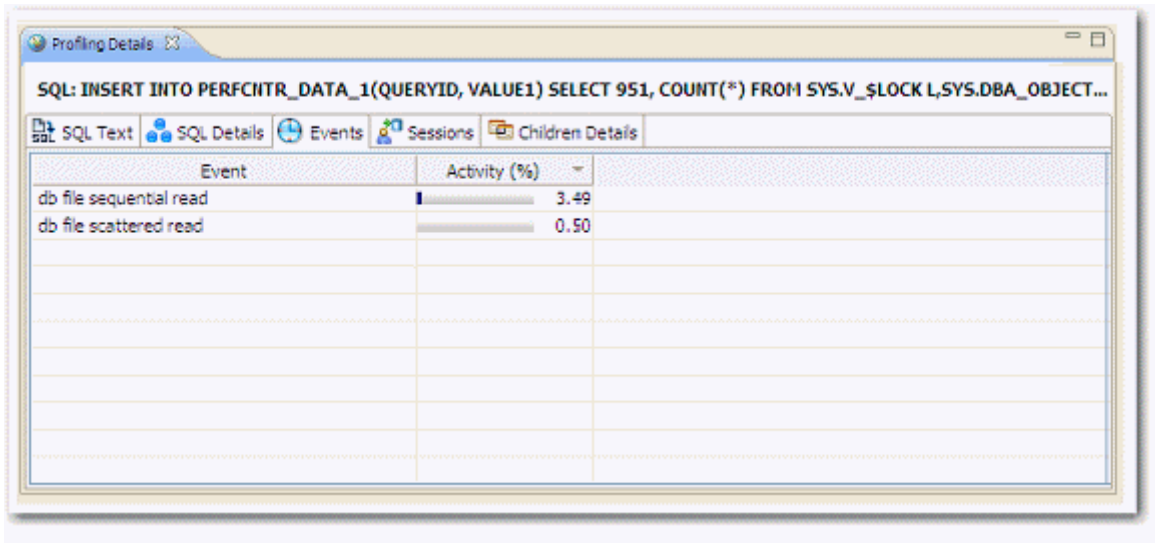 Profiling Details
SQL: INSERT INTO PERFCNTR_DATA_1(QUERYID, VALUE1) SELECT 951, COUNT(*) FROM SYS.V_$LOCK L,SYS.DBA_OBJECT...
SQL Text SQL Details Events Sessions Children Details
Event Activity (%)
db file sequential read 3.49
db file scattered read 0.50